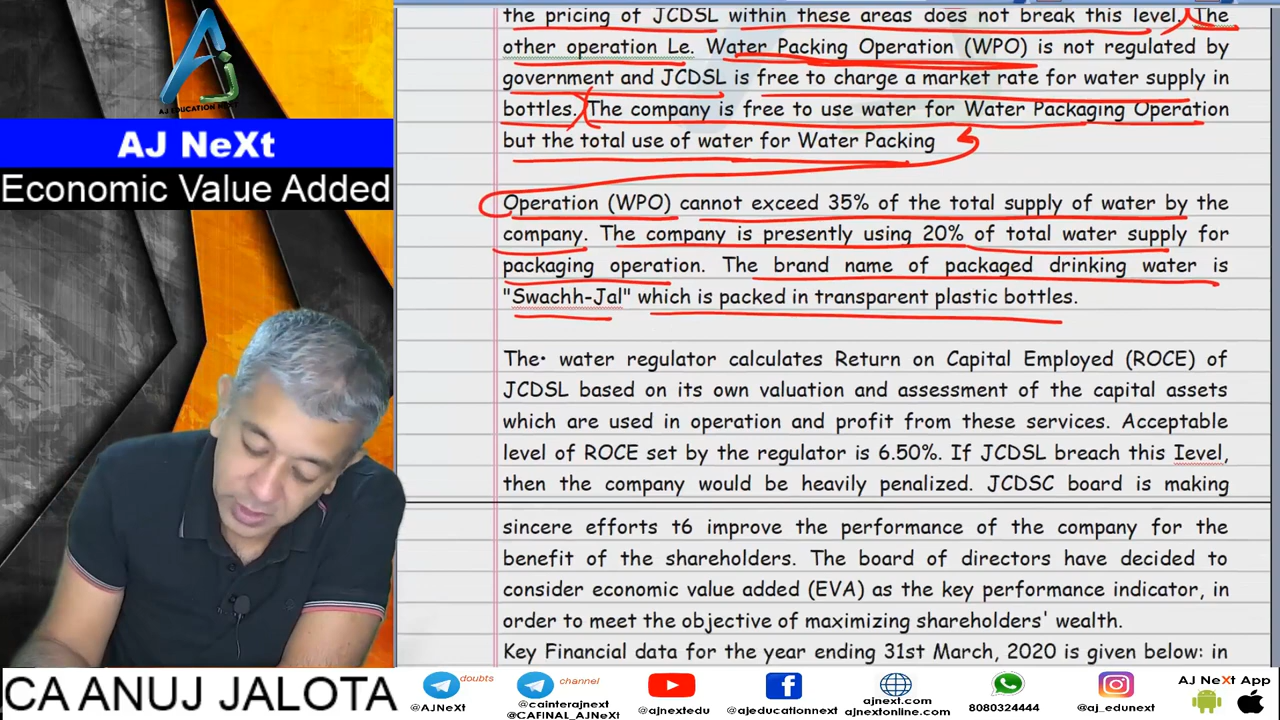 the pricing of JCDSL within these areas does not break this level, The
other operation Le. Water Packing Operation (WPO) is not regulated by
government and JCDSL is free to charge a market rate for water supply in
bottles. The company is free to use water for Water Packaging Operation
but the total use of water for Water Packing
Operation (WPO) cannot exceed 35% of the total supply of water by the
company. The company is presently using 20% of total water supply for
packaging operation. The brand name of packaged drinking water is
"Swachh-Jal" which is packed in transparent plastic bottles.
The• water regulator calculates Return on Capital Employed (ROCE) of
JCDSL based on its own valuation and assessment of the capital assets
which are used in operation and profit from these services. Acceptable
level of ROCE set by the regulator is 6.50%. If JCDSL breach this Ievel,
then the company would be heavily penalized. JCDSC board is making
sincere efforts t6 improve the performance of the company for the
benefit of the shareholders. The board of directors have decided to
consider economic value added (EVA) as the key performance indicator, in
order to meet the objective of maximizing shareholders' wealth.
Key Financial data for the year ending 31st March, 2020 is given below: in
Aj
AJ EDUCATION NEXT
AJ NeXt
Economic Value Added
CA ANUJ JALOTA
doubts
@AJNeXt
channel
@cainterajnext
@CAFINAL_AJNeXt
@ajnextedu
@ajeducationnext
ajnext.com
ajnextonline.com
8080324444
@aj_edunext
AJ NeXt App